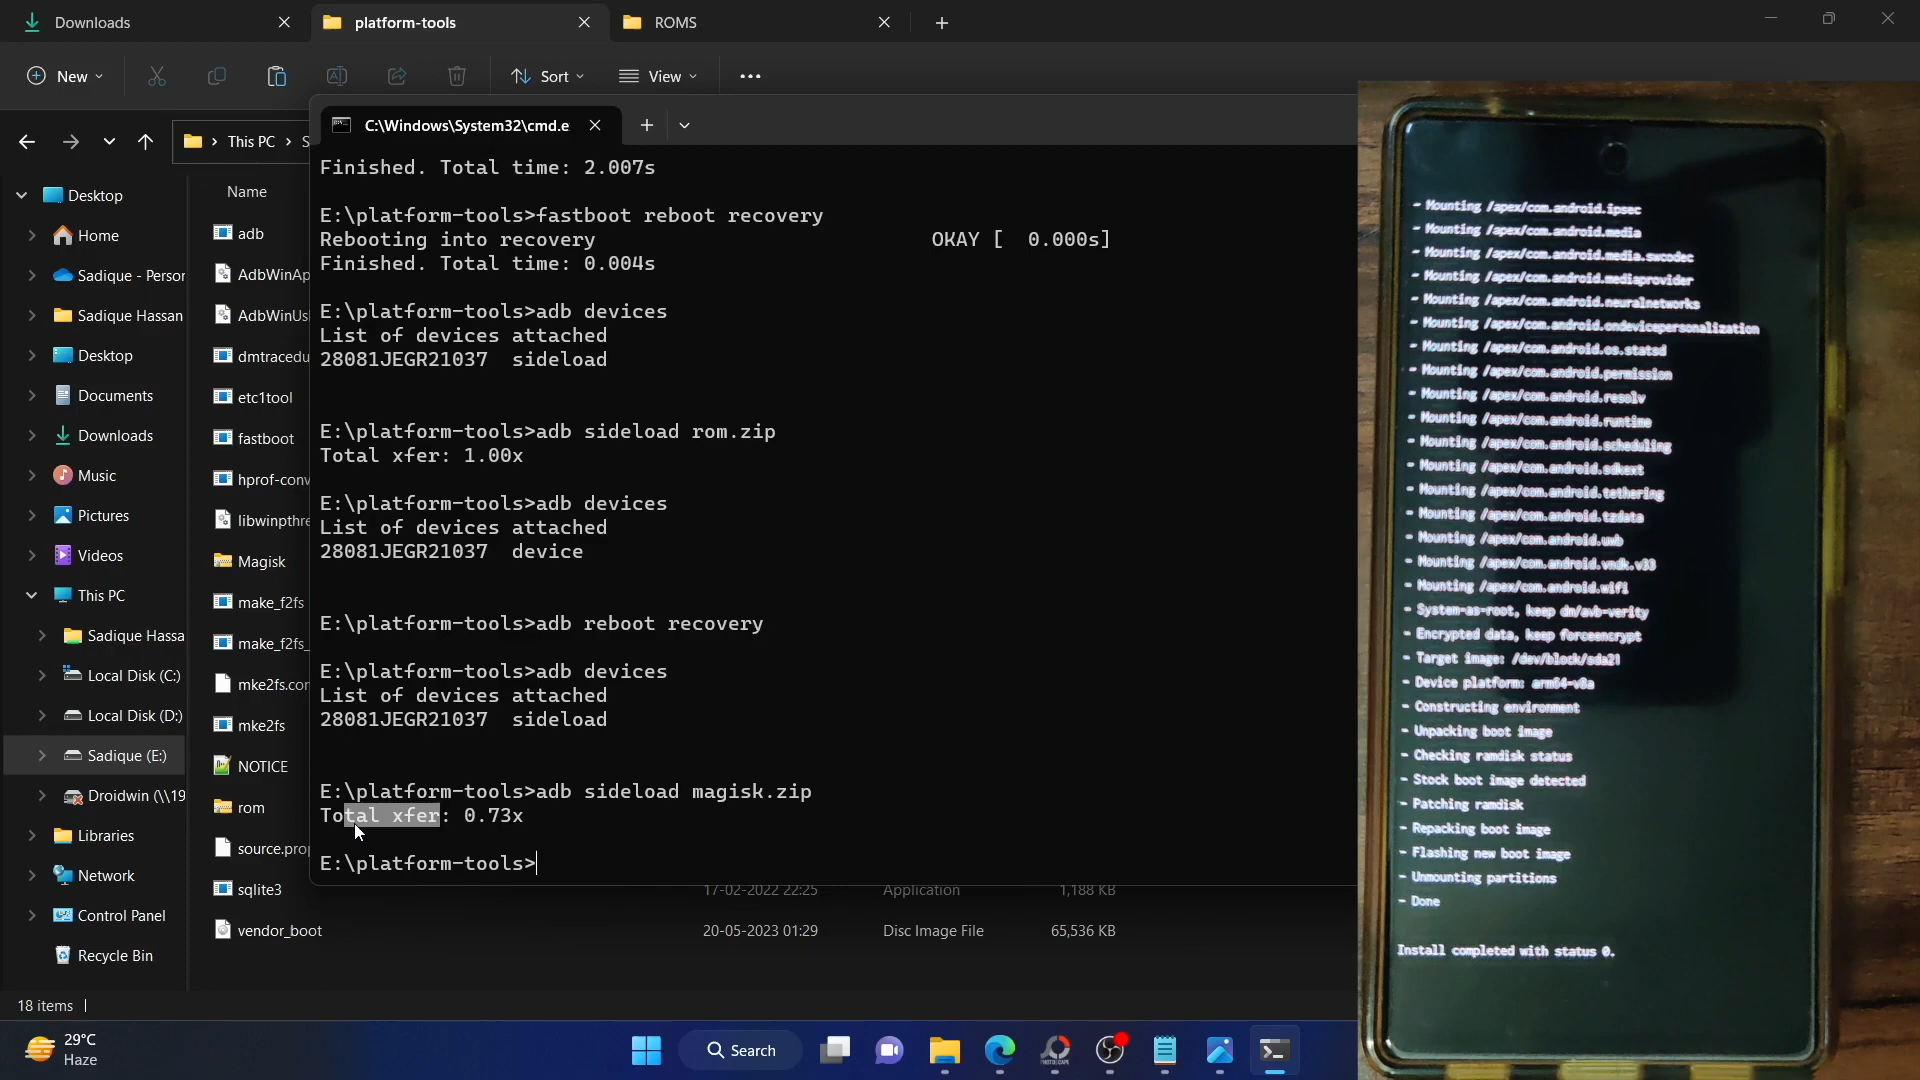 Downloads
platform-tools
ROMS
New
Sort
View
This PC
C:\Windows\System32\cmd.e
Name
Desktop
Home
Sadique - Persor
Sadique Hassan
Desktop
Documents
Downloads
Music
Pictures
Videos
This PC
Sadique Hassa
Local Disk (C:)
Local Disk (D:)
Sadique (E:)
Droidwin (\\19
Libraries
Network
Control Panel
Recycle Bin
adb
AdbWinAp
AdbWinUs
dmtracedu
etc1tool
fastboot
hprof-conv
libwinpthre
Magisk
make_f2fs
make_f2fs_
mke2fs.con
mke2fs
NOTICE
rom
source.prop
sqlite3 17-02-2022 22:25 Application 1,188 KB
vendor_boot 20-05-2023 01:29 Disc Image File 65,536 KB
Finished. Total time: 2.007s
E:\platform-tools>fastboot reboot recovery
Rebooting into recovery OKAY [ 0.000s]
Finished. Total time: 0.004s
E:\platform-tools>adb devices
List of devices attached
28081JEGR21037 sideload
E:\platform-tools>adb sideload rom.zip
Total xfer: 1.00x
E:\platform-tools>adb devices
List of devices attached
28081JEGR21037 device
E:\platform-tools>adb reboot recovery
E:\platform-tools>adb devices
List of devices attached
28081JEGR21037 sideload
E:\platform-tools>adb sideload magisk.zip
Total xfer: 0.73x
E:\platform-tools>
- Mounting /apex/com.android.ipsec
- Mounting /apex/com.android.media
- Mounting /apex/com.android.media.swcodec
- Mounting /apex/com.android.mediaprovider
- Mounting /apex/com.android.neuralnetworks
- Mounting /apex/com.android.ondevicepersonalization
- Mounting /apex/com.android.os.statsd
- Mounting /apex/com.android.permission
- Mounting /apex/com.android.resolv
- Mounting /apex/com.android.runtime
- Mounting /apex/com.android.scheduling
- Mounting /apex/com.android.sdkext
- Mounting /apex/com.android.tethering
- Mounting /apex/com.android.tzdata
- Mounting /apex/com.android.uwb
- Mounting /apex/com.android.vndk.v33
- Mounting /apex/com.android.wifi
- System-as-root, keep dm/avb-verity
- Encrypted data, keep forceencrypt
- Target image: /dev/block/sda21
- Device platform: arm64-v8a
- Constructing environment
- Unpacking boot image
- Checking ramdisk status
- Stock boot image detected
- Patching ramdisk
- Repacking boot image
- Flashing new boot image
- Unmounting partitions
- Done
Install completed with status 0.
18 items
29°C
Haze
Search